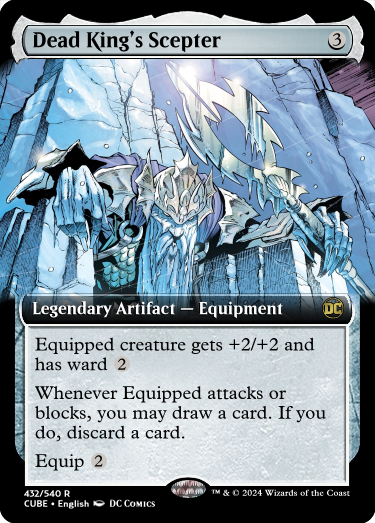 Dead King's Scepter 3
Legendary Artifact — Equipment DC
Equipped creature gets +2/+2 and
has ward 2
Whenever Equipped attacks or
blocks, you may draw a card. If you
do, discard a card.
Equip 2
432/540 R
CUBE • English DC Comics
™ & © 2024 Wizards of the Coast